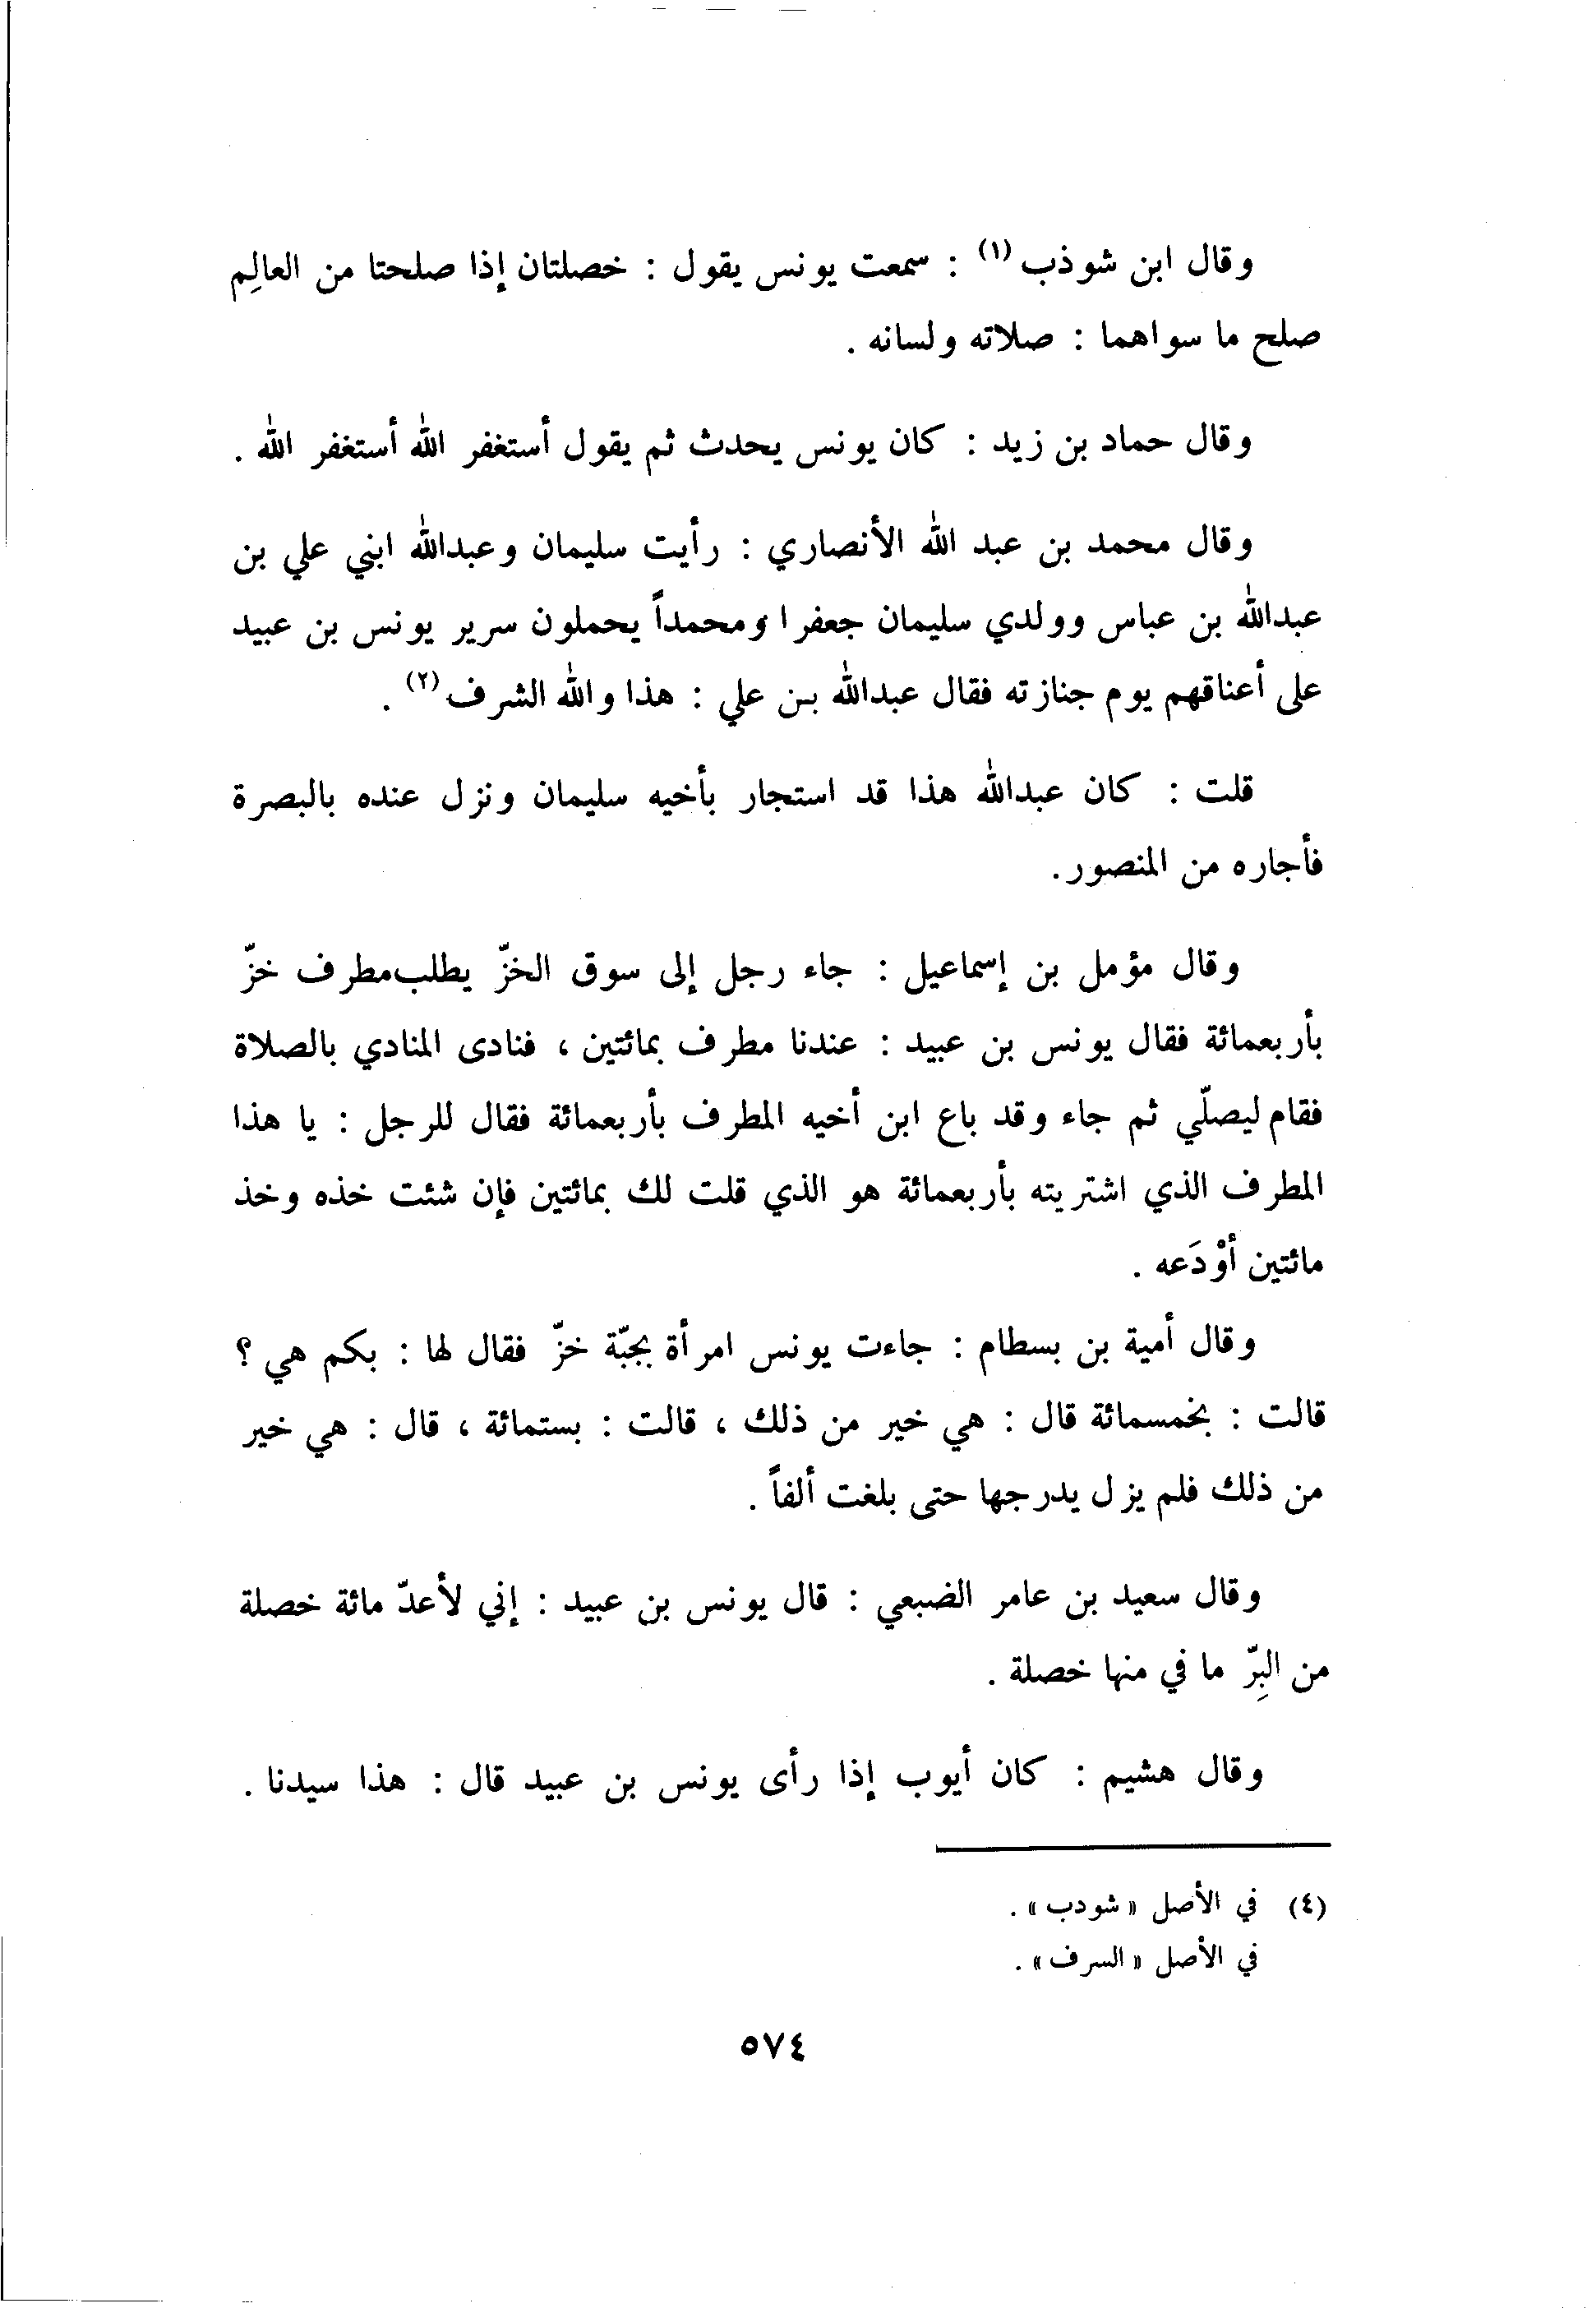 وقال ابن شوذب (١) : سمعت يونس يقول : خصلتان إذا صلحتا من العالِم
صلح ما سواهما : صلاته ولسانه .
وقال حماد بن زيد : كان يونس يحدث ثم يقول أستغفر الله أستغفر الله .
وقال محمد بن عبد الله الأنصاري : رأيت سليمان وعبدالله ابني علي بن
عبدالله بن عباس وولدي سليمان جعفرا ومحمداً يحملون سرير يونس بن عبيد
على أعناقهم يوم جنازته فقال عبدالله بن علي : هذا والله الشرف (٢) .
قلت : كان عبدالله هذا قد استجار بأخيه سليمان ونزل عنده بالبصرة
فأجاره من المنصور.
وقال مؤمل بن إسماعيل : جاء رجل إلى سوق الخزّ يطلب مطرف خزّ
بأربعمائة فقال يونس بن عبيد : عندنا مطرف بمائتين ، فنادى المنادي بالصلاة
فقام ليصلّي ثم جاء وقد باع ابن أخيه المطرف بأربعمائة فقال للرجل : يا هذا
المطرف الذي اشتريته بأربعمائة هو الذي قلت لك بمائتين فإن شئت خذه وخذ
مائتين أوْ دَعه .
وقال أمية بن بسطام : جاءت يونس امرأة بجبّة خزّ فقال لها : بكم هي ؟
قالت : بخمسمائة قال : هي خير من ذلك ، قالت : بستمائة ، قال : هي خير
من ذلك فلم يزل يدرجها حتى بلغت ألفاً .
وقال سعيد بن عامر الضبعي : قال يونس بن عبيد : إني لأعدّ مائة خصلة
من البِرّ ما في منها خصلة .
وقال هشيم : كان أيوب إذا رأى يونس بن عبيد قال : هذا سيدنا .
(٤) في الأصل « شودب » .
في الأصل « السرف » .
٥٧٤